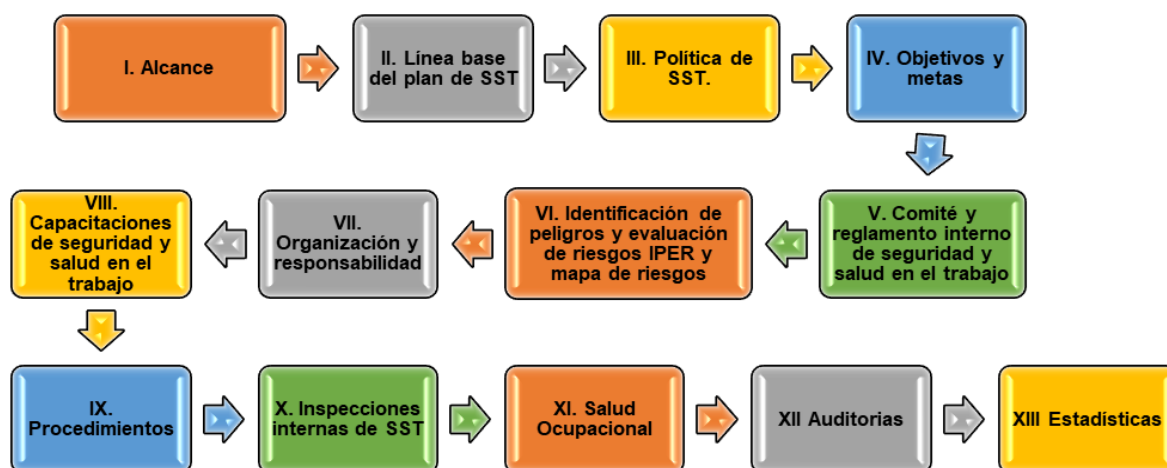 I. Alcance
II. Línea base
del plan de SST
III. Política de
SST.
IV. Objetivos y
metas
V. Comité y
reglamento interno
de seguridad y
salud en el trabajo
VI. Identificación de
peligros y evaluación
de riesgos IPER y
mapa de riesgos
VII.
Organización y
responsabilidad
VIII.
Capacitaciones
de seguridad y
salud en el
trabajo
IX.
Procedimientos
X. Inspecciones
internas de SST
XI. Salud
Ocupacional
XII Auditorias
XIII Estadísticas